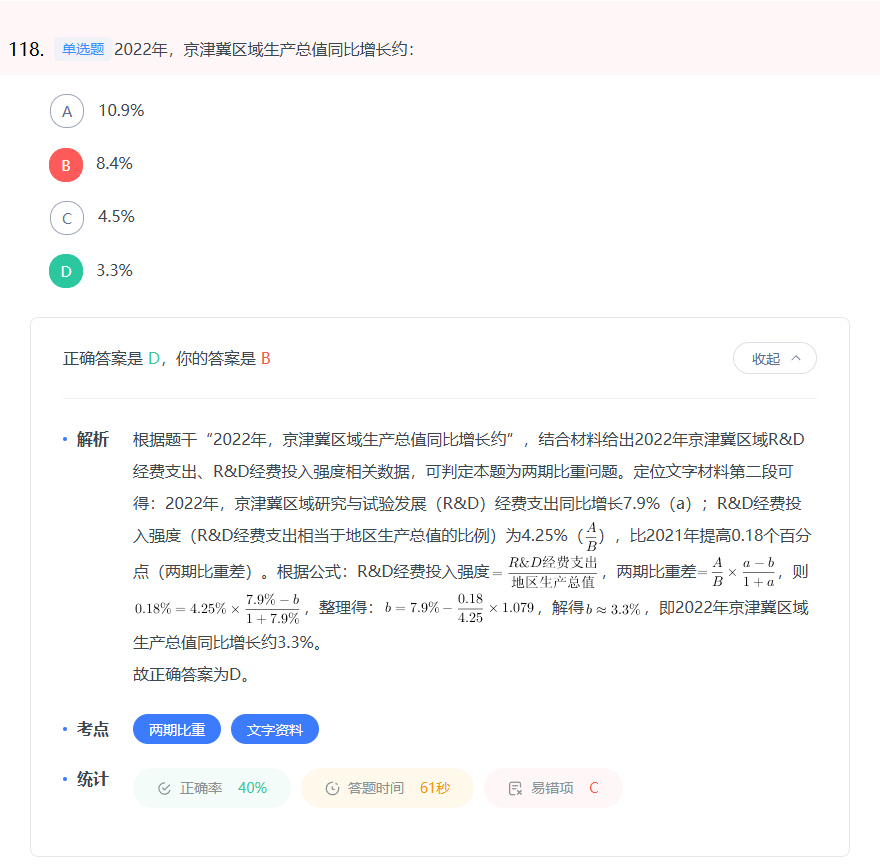 118. 单选题 2022年，京津冀区域生产总值同比增长约：
A 10.9%
B 8.4%
C 4.5%
D 3.3%
正确答案是 D，你的答案是 B 收起
• 解析 根据题干“2022年，京津冀区域生产总值同比增长约”，结合材料给出2022年京津冀区域R&D
经费支出、R&D经费投入强度相关数据，可判定本题为两期比重问题。定位文字材料第二段可
得：2022年，京津冀区域研究与试验发展（R&D）经费支出同比增长7.9%（a）；R&D经费投
入强度（R&D经费支出相当于地区生产总值的比例）为4.25%（A/B），比2021年提高0.18个百分
点（两期比重差）。根据公式：R&D经费投入强度=R&D经费支出/地区生产总值，两期比重差=A/B×(a−b)/(1+a)，则
0.18%=4.25%×(7.9%−b)/(1+7.9%)，整理得：b=7.9%−0.18/4.25×1.079，解得b≈3.3%，即2022年京津冀区域
生产总值同比增长约3.3%。
故正确答案为D。
• 考点 两期比重 文字资料
• 统计 正确率 40% 答题时间 61秒 易错项 C